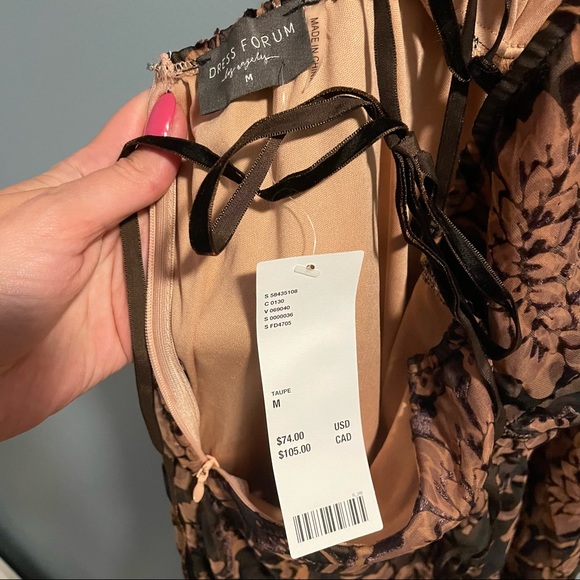 DRESS FORUM
los angeles
M
MADE IN CHINA
S 58435108
C 0130
V 069040
S 0000036
S FD4705
TAUPE
M
$74.00 USD
$105.00 CAD